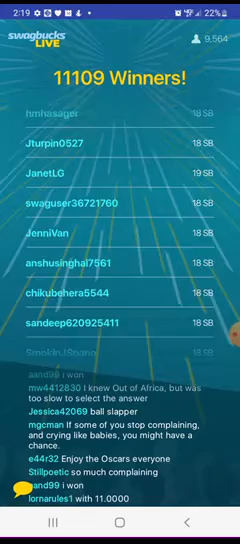 2:19
22%
swagbucks
LIVE
9,564
11109 Winners!
hmhasager 18 SB
Jturpin0527 18 SB
JanetLG 19 SB
swaguser36721760 18 SB
JenniVan 18 SB
anshusinghal7561 18 SB
chikubehera5544 18 SB
sandeep620925411 18 SB
18 SB
aand99 i won
mw4412830 I knew Out of Africa, but was
too slow to select the answer
Jessica42069 ball slapper
mgcman If some of you stop complaining,
and crying like babies, you might have a
chance.
e44r32 Enjoy the Oscars everyone
Stillpoetic so much complaining
aand99 i won
lornarules1 with 11.0000